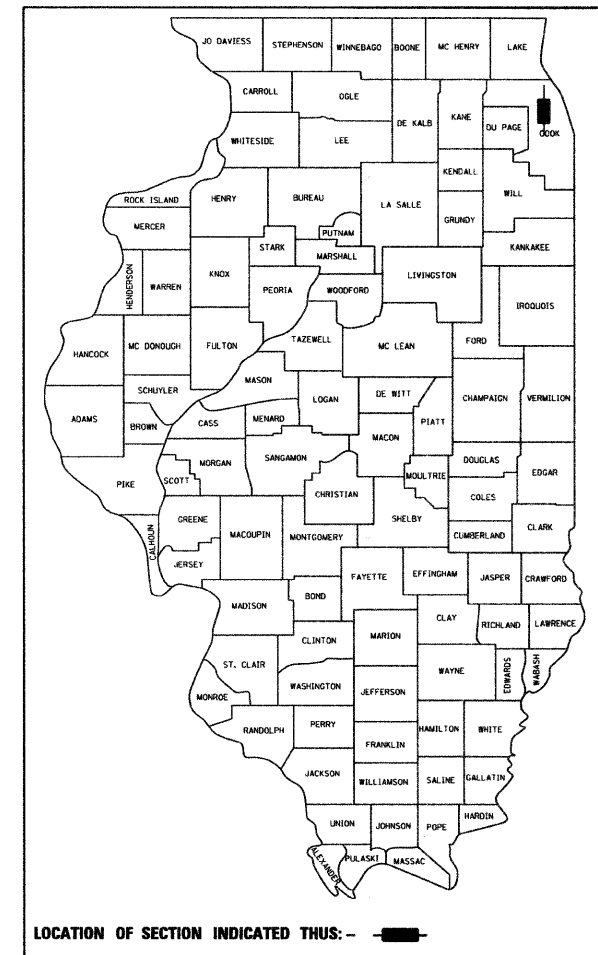 JO DAVIESS
STEPHENSON
WINNEBAGO
BOONE
MC HENRY
LAKE
CARROLL
OGLE
DE KALB
KANE
DU PAGE
COOK
WHITESIDE
LEE
KENDALL
WILL
ROCK ISLAND
HENRY
BUREAU
LA SALLE
GRUNDY
MERCER
PUTNAM
STARK
MARSHALL
KANKAKEE
HENDERSON
WARREN
KNOX
PEORIA
WOODFORD
LIVINGSTON
IROQUOIS
HANCOCK
MC DONOUGH
FULTON
TAZEWELL
MC LEAN
FORD
SCHUYLER
MASON
DE WITT
CHAMPAIGN
VERMILION
ADAMS
BROWN
CASS
MENARD
LOGAN
PIATT
MACON
SANGAMON
DOUGLAS
EDGAR
PIKE
SCOTT
MORGAN
CHRISTIAN
MOULTRIE
COLES
GREENE
MACOUPIN
MONTGOMERY
SHELBY
CUMBERLAND
CLARK
CALHOUN
JERSEY
FAYETTE
EFFINGHAM
JASPER
CRAWFORD
MADISON
BOND
CLAY
RICHLAND
LAWRENCE
CLINTON
MARION
ST. CLAIR
WAYNE
EDWARDS
WABASH
WASHINGTON
JEFFERSON
MONROE
RANDOLPH
PERRY
HAMILTON
WHITE
FRANKLIN
JACKSON
WILLIAMSON
SALINE
GALLATIN
UNION
JOHNSON
POPE
HARDIN
ALEXANDER
PULASKI
MASSAC
LOCATION OF SECTION INDICATED THUS: -